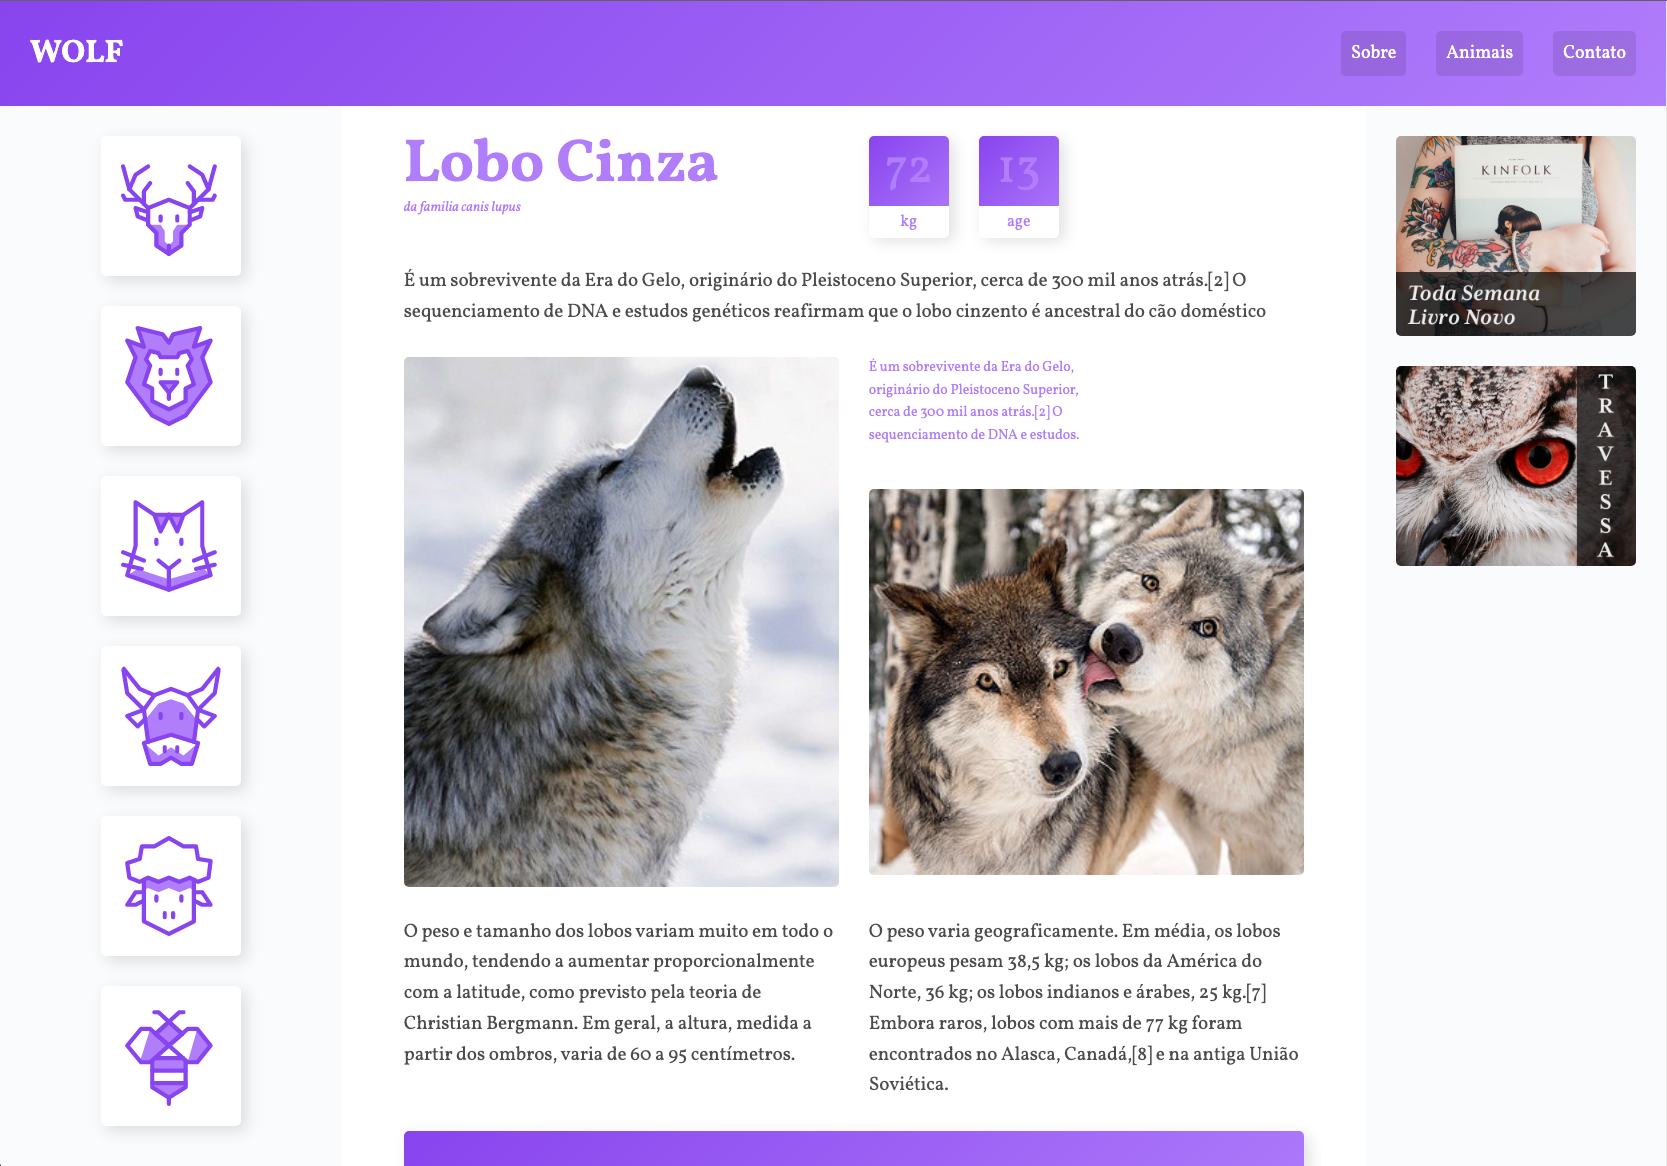 WOLF
Sobre
Animais
Contato
Lobo Cinza
da familia canis lupus
72
kg
13
age
É um sobrevivente da Era do Gelo, originário do Pleistoceno Superior, cerca de 300 mil anos atrás.[2] O
sequenciamento de DNA e estudos genéticos reafirmam que o lobo cinzento é ancestral do cão doméstico
É um sobrevivente da Era do Gelo,
originário do Pleistoceno Superior,
cerca de 300 mil anos atrás.[2] O
sequenciamento de DNA e estudos.
O peso e tamanho dos lobos variam muito em todo o
mundo, tendendo a aumentar proporcionalmente
com a latitude, como previsto pela teoria de
Christian Bergmann. Em geral, a altura, medida a
partir dos ombros, varia de 60 a 95 centímetros.
O peso varia geograficamente. Em média, os lobos
europeus pesam 38,5 kg; os lobos da América do
Norte, 36 kg; os lobos indianos e árabes, 25 kg.[7]
Embora raros, lobos com mais de 77 kg foram
encontrados no Alasca, Canadá,[8] e na antiga União
Soviética.
KINFOLK
Toda Semana
Livro Novo
TRAVESSA